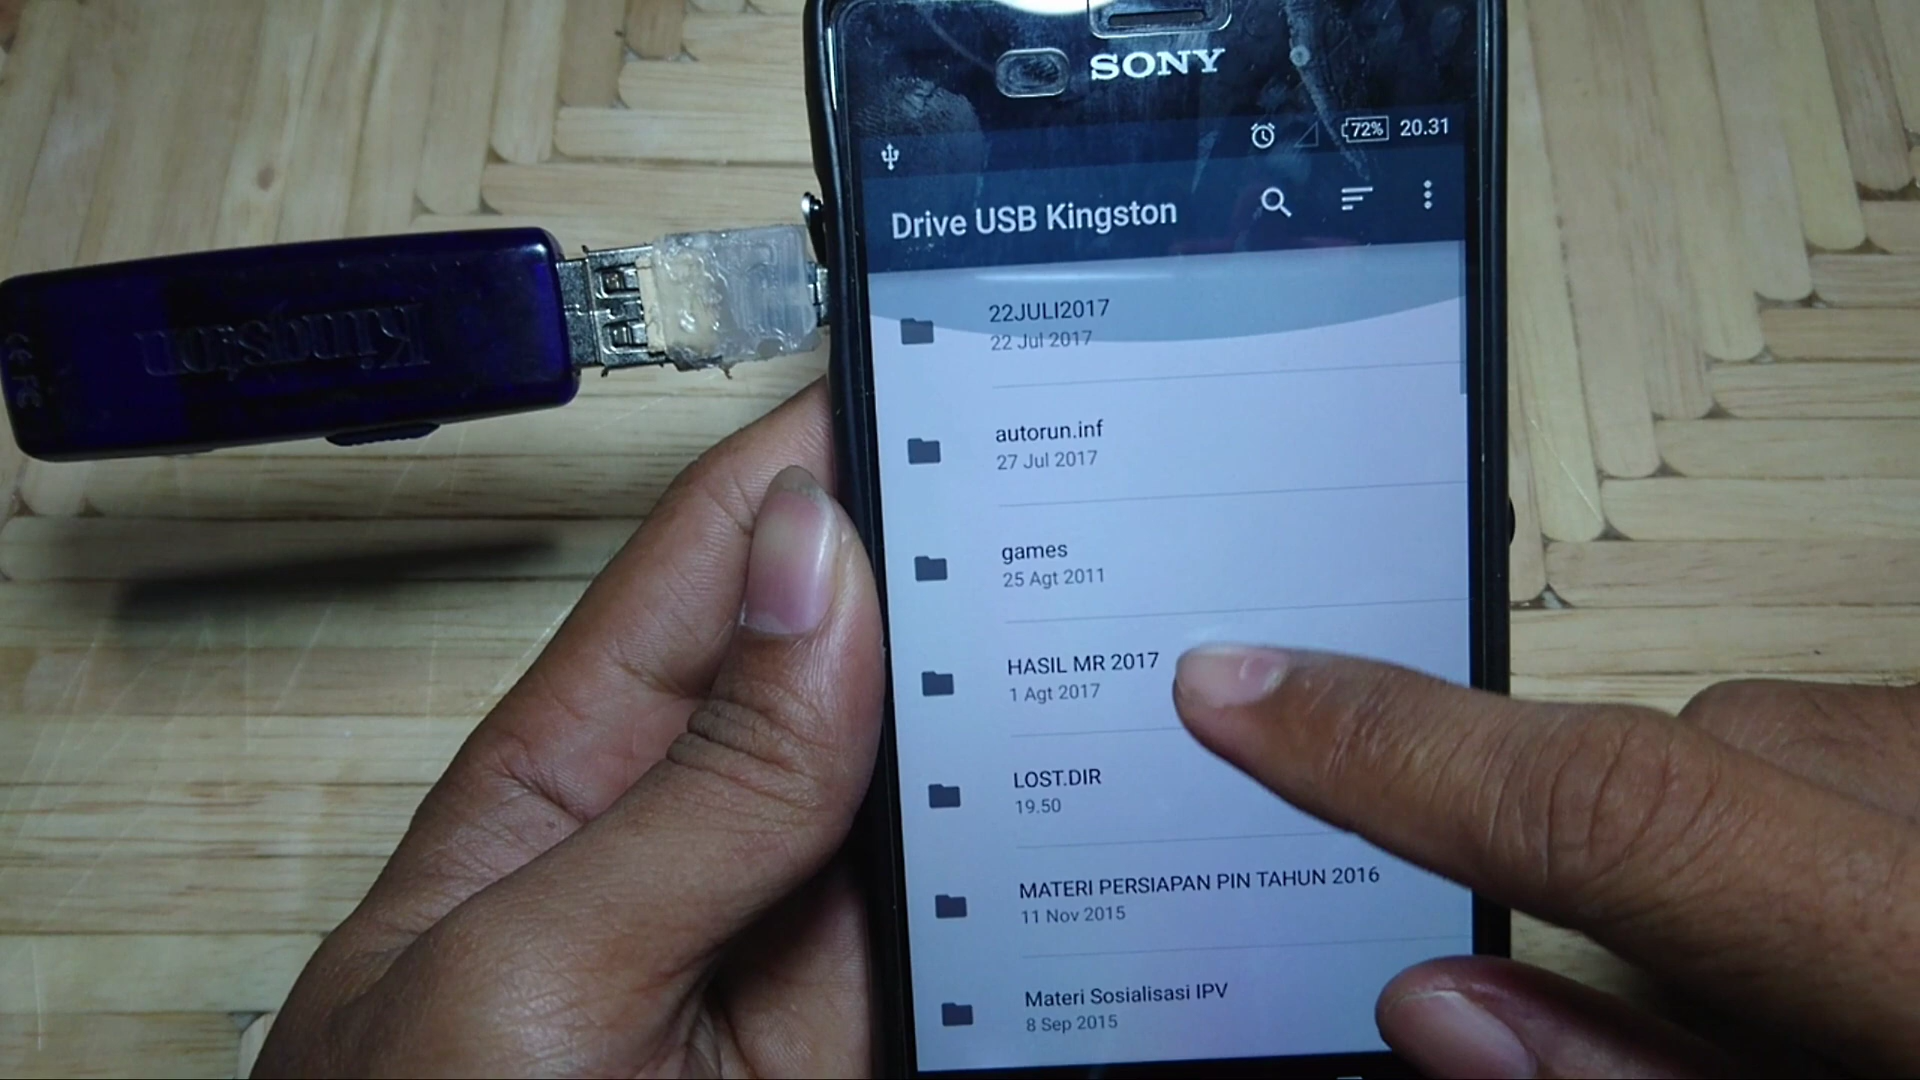 SONY
72% 20.31
Drive USB Kingston
Kingston
22JULI2017
22 Jul 2017
autorun.inf
27 Jul 2017
games
25 Agt 2011
HASIL MR 2017
1 Agt 2017
LOST.DIR
19.50
MATERI PERSIAPAN PIN TAHUN 2016
11 Nov 2015
Materi Sosialisasi IPV
8 Sep 2015